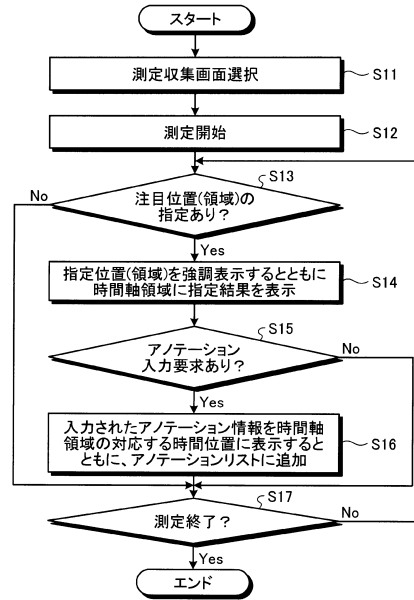 スタート
測定収集画面選択
S11
測定開始
S12
S13
No
注目位置(領域)の
指定あり?
Yes
指定位置(領域)を強調表示するとともに
時間軸領域に指定結果を表示
S14
S15
アノテーション
入力要求あり?
No
Yes
入力されたアノテーション情報を時間軸
領域の対応する時間位置に表示すると
ともに、アノテーションリストに追加
S16
S17
測定終了?
No
Yes
エンド